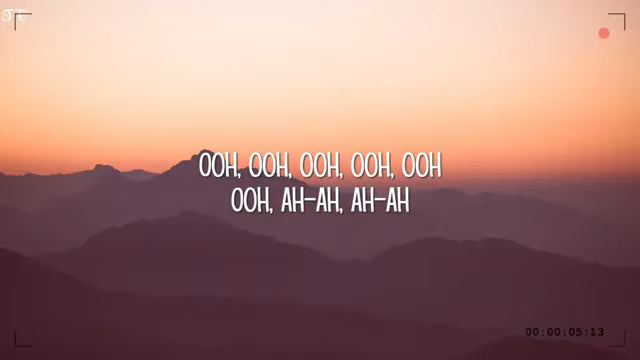 OOH, OOH, OOH, OOH, OOH
OOH, AH-AH, AH-AH
00:00:05:13